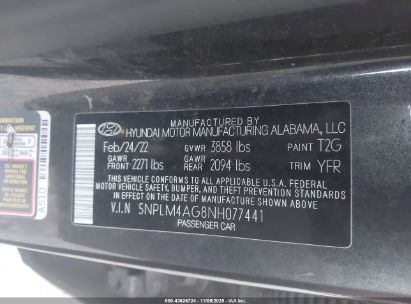 MANUFACTURED BY
HYUNDAI MOTOR MANUFACTURING ALABAMA, LLC
Feb/24/22 GVWR 3858 lbs PAINT T2G
GAWR FRONT 2271 lbs GAWR REAR 2094 lbs TRIM YFR
THIS VEHICLE CONFORMS TO ALL APPLICABLE U.S.A. FEDERAL
MOTOR VEHICLE SAFETY, BUMPER, AND THEFT PREVENTION STANDARDS
IN EFFECT ON THE DATE OF MANUFACTURE SHOWN ABOVE.
V.I.N 5NPLM4AG8NH077441
PASSENGER CAR